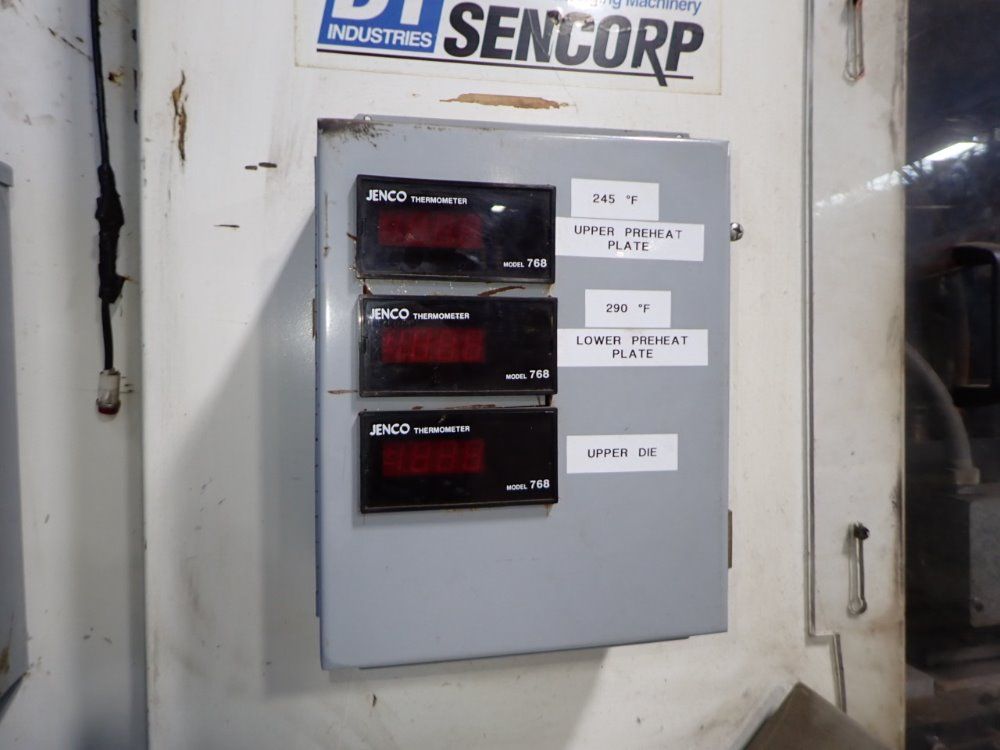 DT
INDUSTRIES
Machinery
SENCORP
JENCO THERMOMETER
MODEL 768
245 °F
UPPER PREHEAT
PLATE
JENCO THERMOMETER
MODEL 768
290 °F
LOWER PREHEAT
PLATE
JENCO THERMOMETER
MODEL 768
UPPER DIE